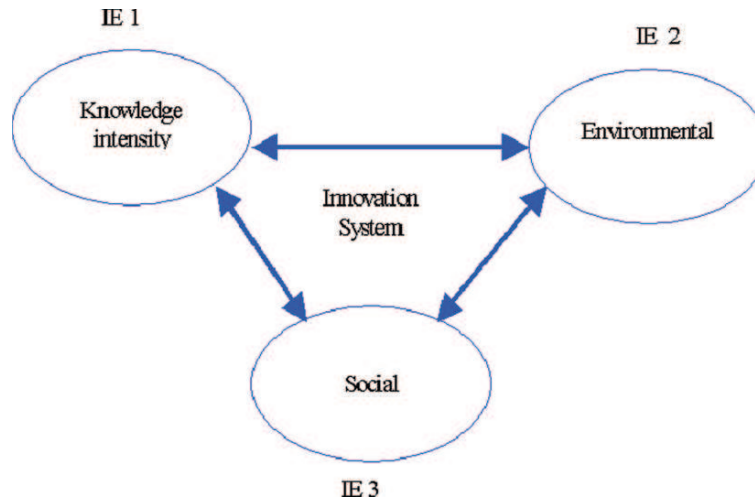 IE 1
IE 2
Knowledge
intensity
Environmental
Innovation
System
Social
IE 3